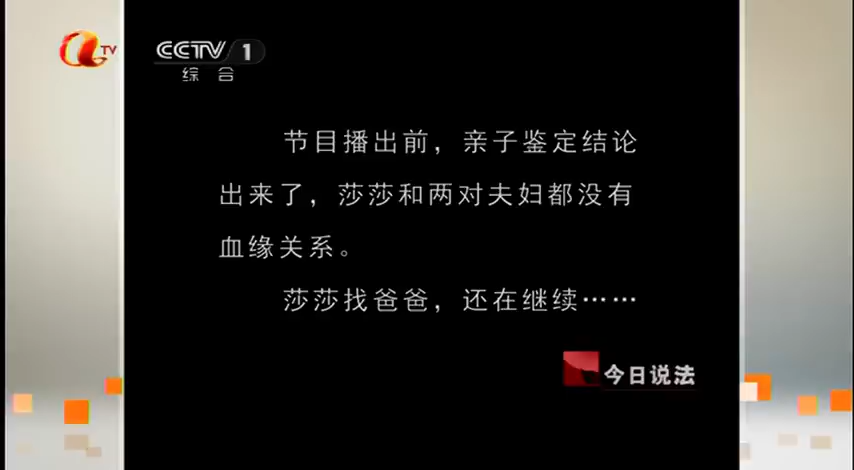 TV
CCTV 1
综合
节目播出前，亲子鉴定结论
出来了，莎莎和两对夫妇都没有
血缘关系。
莎莎找爸爸，还在继续……
今日说法